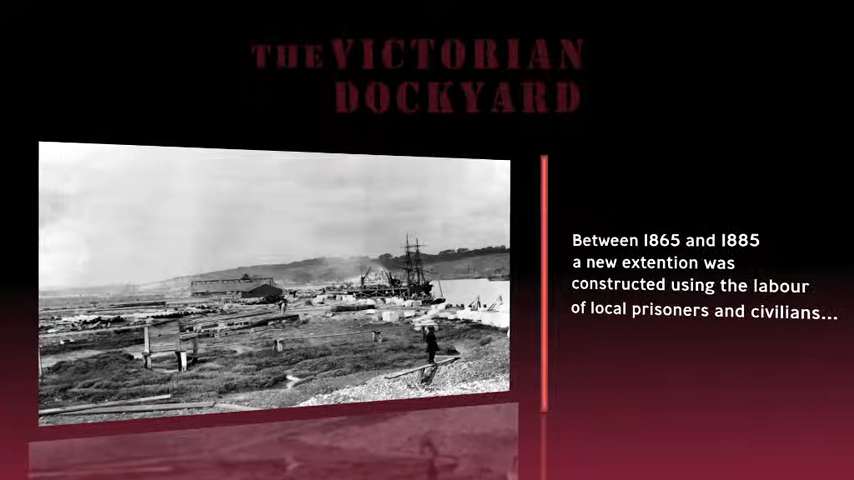 THE VICTORIAN
DOCKYARD
Between 1865 and 1885
a new extention was
constructed using the labour
of local prisoners and civilians...